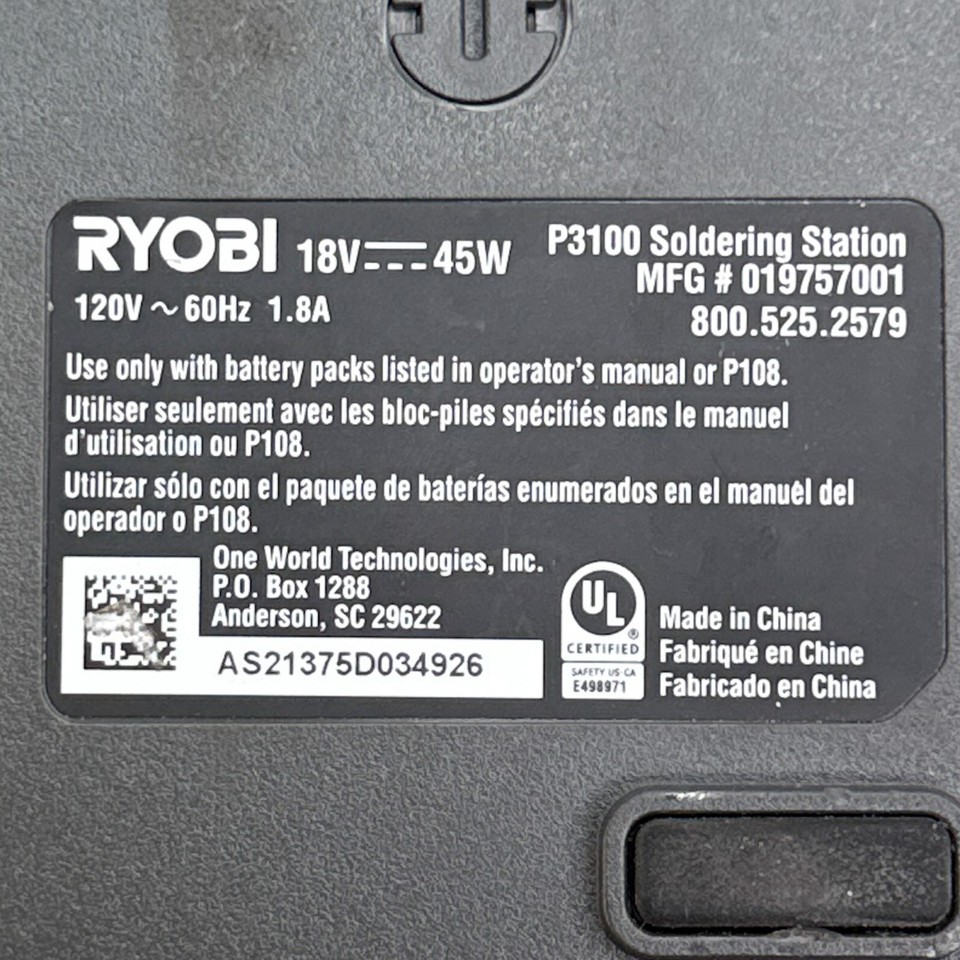 RYOBI 18V⎓45W
120V ~ 60Hz 1.8A
P3100 Soldering Station
MFG # 019757001
800.525.2579
Use only with battery packs listed in operator's manual or P108.
Utiliser seulement avec les bloc-piles spécifiés dans le manuel
d'utilisation ou P108.
Utilizar sólo con el paquete de baterías enumerados en el manuel del
operador o P108.
One World Technologies, Inc.
P.O. Box 1288
Anderson, SC 29622
AS21375D034926
UL®
CERTIFIED
SAFETY US-CA
E498971
Made in China
Fabriqué en Chine
Fabricado en China